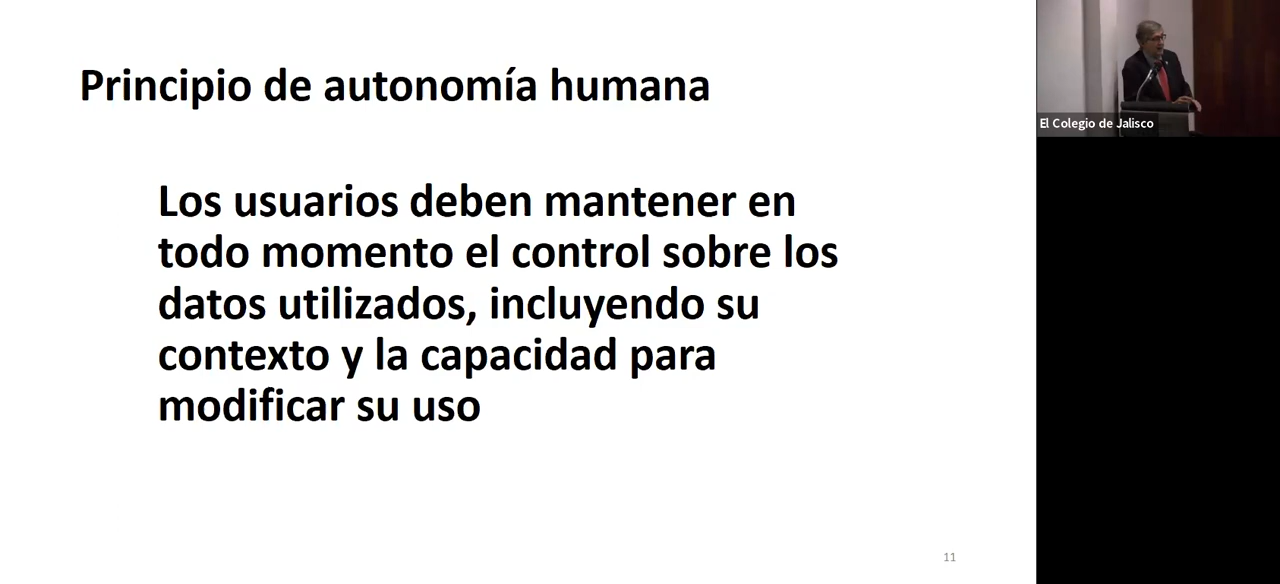 Principio de autonomía humana
Los usuarios deben mantener en
todo momento el control sobre los
datos utilizados, incluyendo su
contexto y la capacidad para
modificar su uso
11
El Colegio de Jalisco